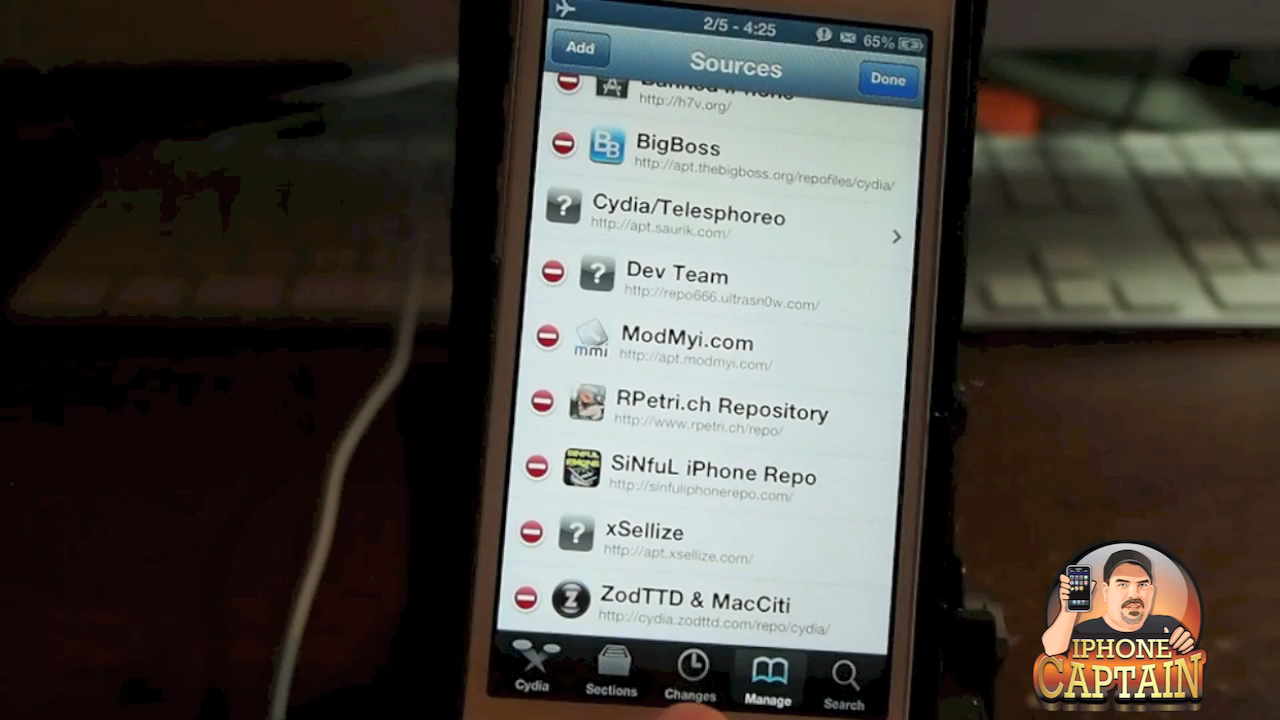 2/5 - 4:25
65%
Add
Sources
Done
http://h7v.org/
BB
BigBoss
http://apt.thebigboss.org/repofiles/cydia/
?
Cydia/Telesphoreo
http://apt.saurik.com/
?
Dev Team
http://repo666.ultrasn0w.com/
mmi
ModMyi.com
http://apt.modmyi.com/
RPetri.ch Repository
http://www.rpetri.ch/repo/
SiNfuL iPhone Repo
http://sinfuliphonerepo.com/
?
xSellize
http://apt.xsellize.com/
Z
ZodTTD & MacCiti
http://cydia.zodttd.com/repo/cydia/
Cydia
Sections
Changes
Manage
Search
IPHONE
CAPTAIN